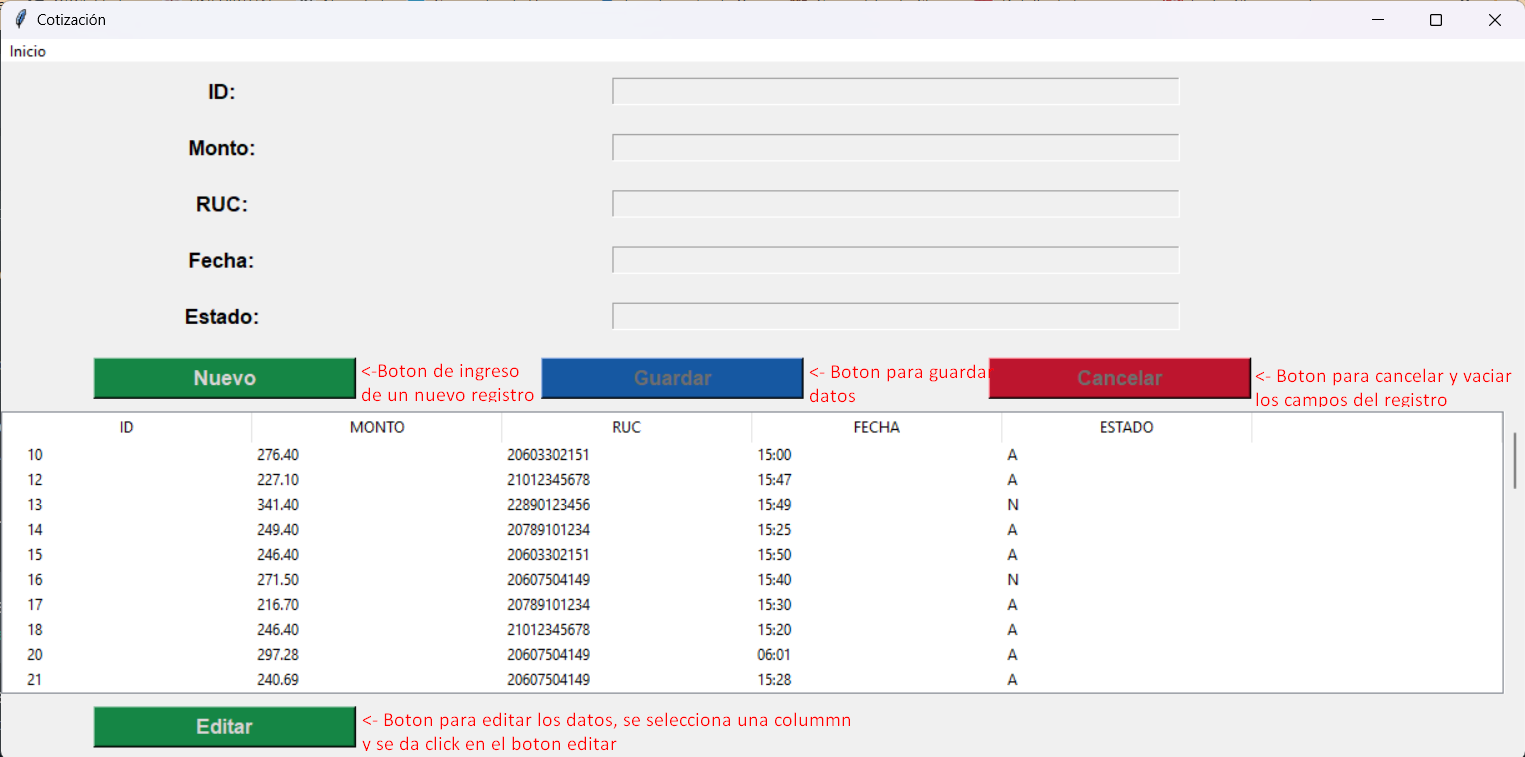 Cotización
Inicio
ID:
Monto:
RUC:
Fecha:
Estado:
Nuevo
<-Boton de ingreso
de un nuevo registro
Guardar
<- Boton para guardar
datos
Cancelar
<- Boton para cancelar y vaciar
los campos del registro
ID MONTO RUC FECHA ESTADO
10 276.40 20603302151 15:00 A
12 227.10 21012345678 15:47 A
13 341.40 22890123456 15:49 N
14 249.40 20789101234 15:25 A
15 246.40 20603302151 15:50 A
16 271.50 20607504149 15:40 N
17 216.70 20789101234 15:30 A
18 246.40 21012345678 15:20 A
20 297.28 20607504149 06:01 A
21 240.69 20607504149 15:28 A
Editar
<- Boton para editar los datos, se selecciona una colummn
y se da click en el boton editar